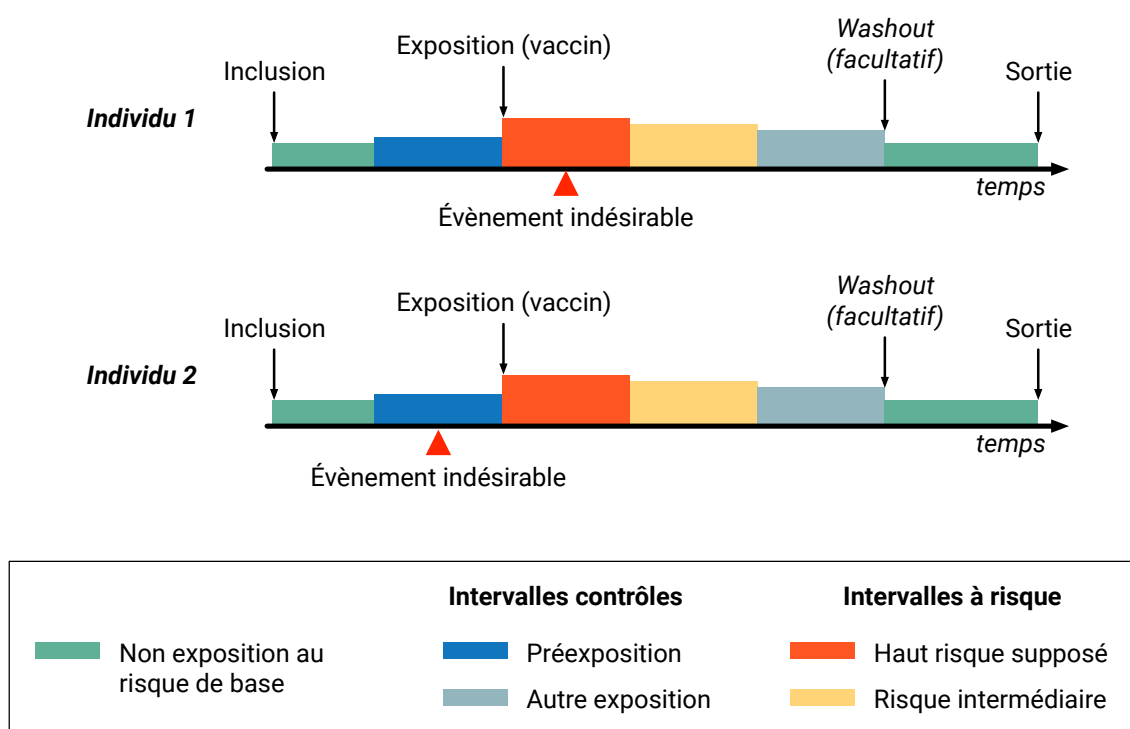 Washout
(facultatif)
Exposition (vaccin)
Inclusion
Sortie
Individu 1
temps
Évènement indésirable
Washout
(facultatif)
Exposition (vaccin)
Inclusion
Sortie
Individu 2
temps
Évènement indésirable
Intervalles contrôles
Intervalles à risque
Non exposition au
risque de base
Préexposition
Autre exposition
Haut risque supposé
Risque intermédiaire